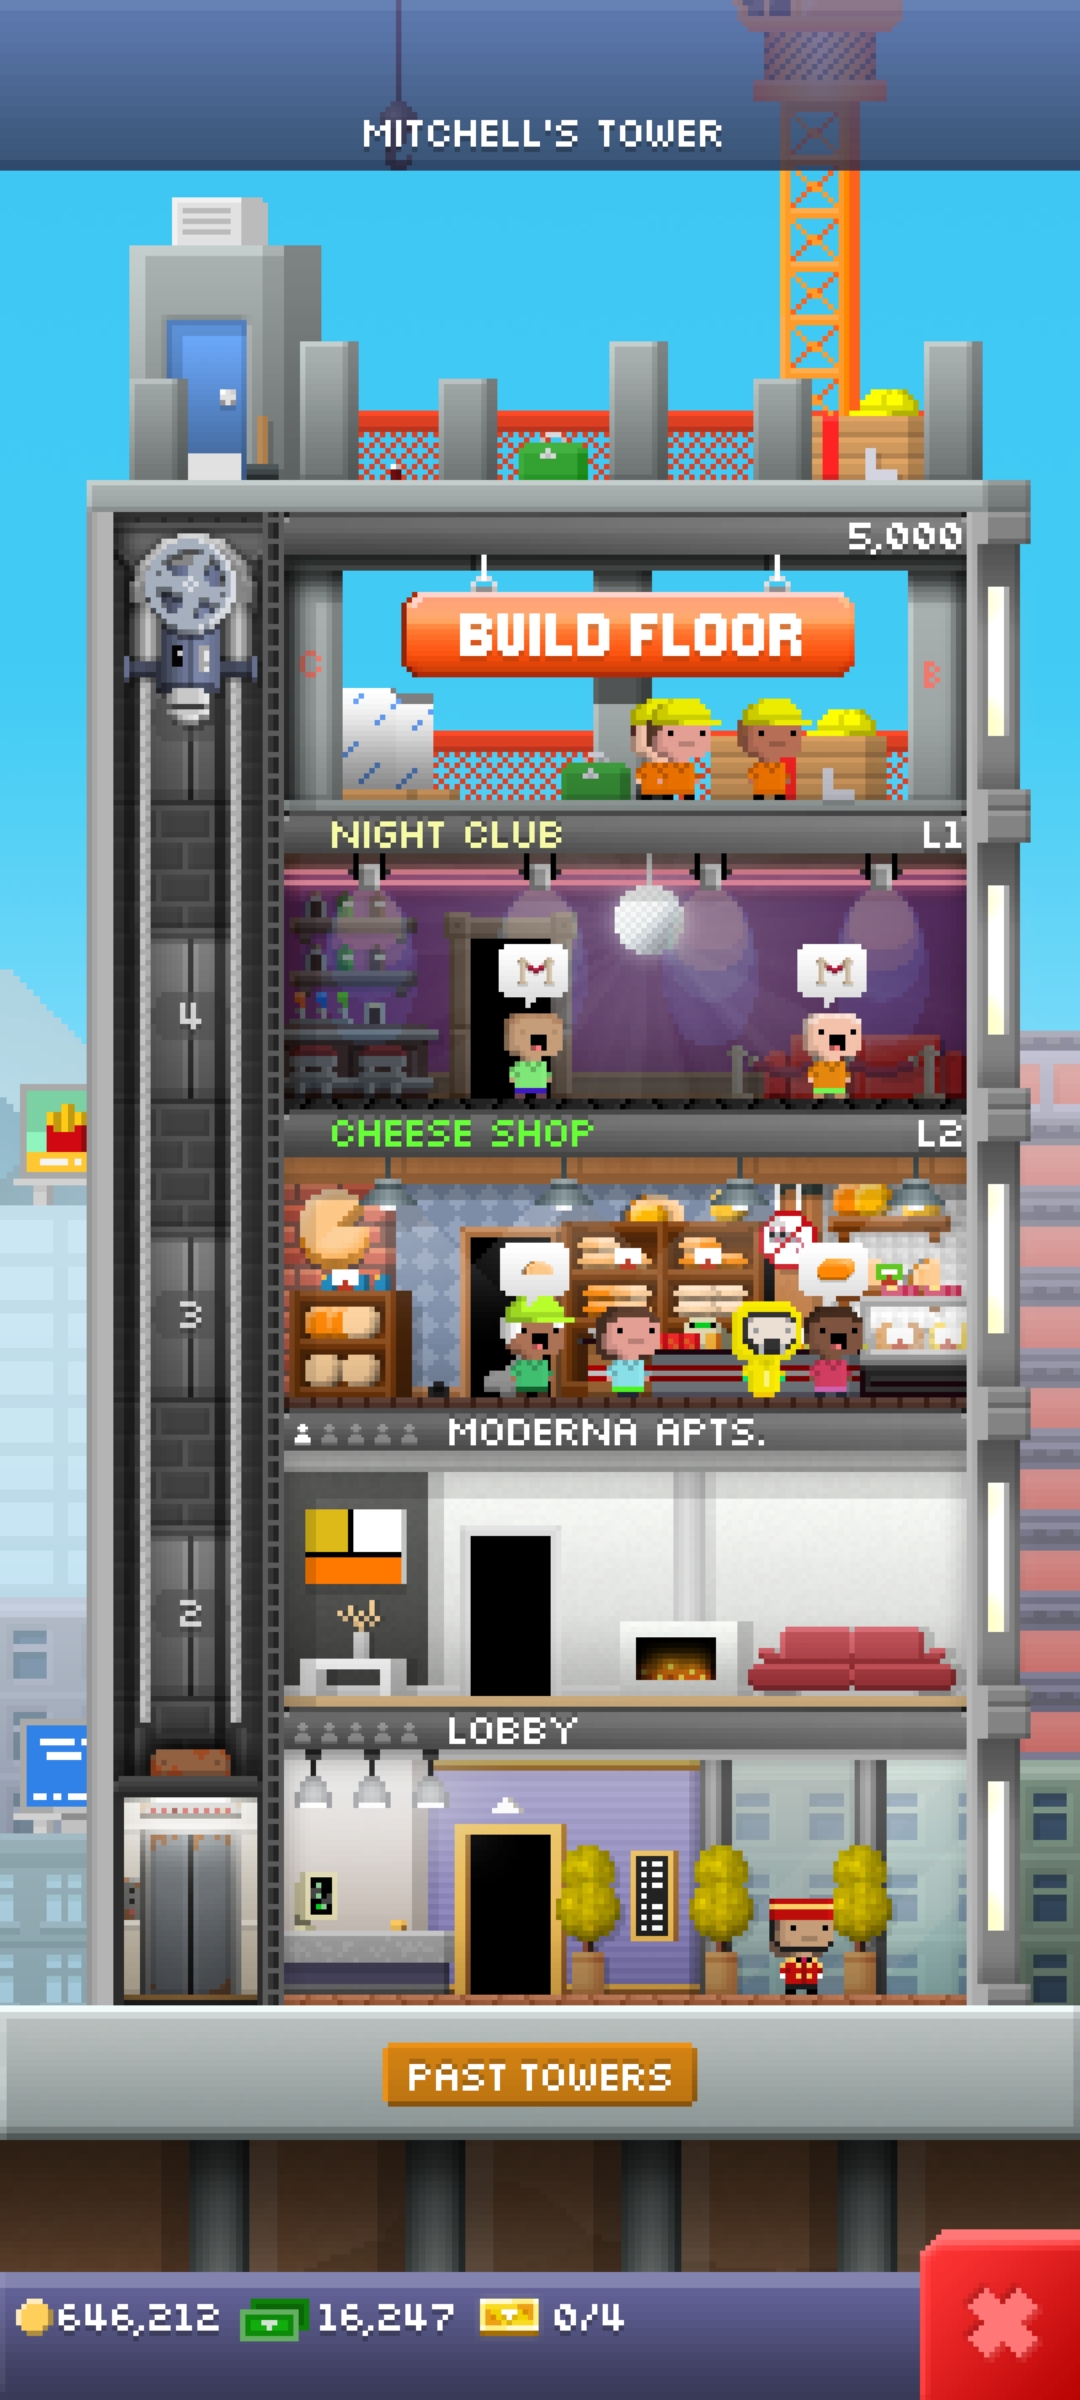 MITCHELL'S TOWER
5,000
C
BUILD FLOOR
B
NIGHT CLUB
L1
4
CHEESE SHOP
L2
3
MODERNA APTS.
2
LOBBY
PAST TOWERS
646,212
16,247
0/4